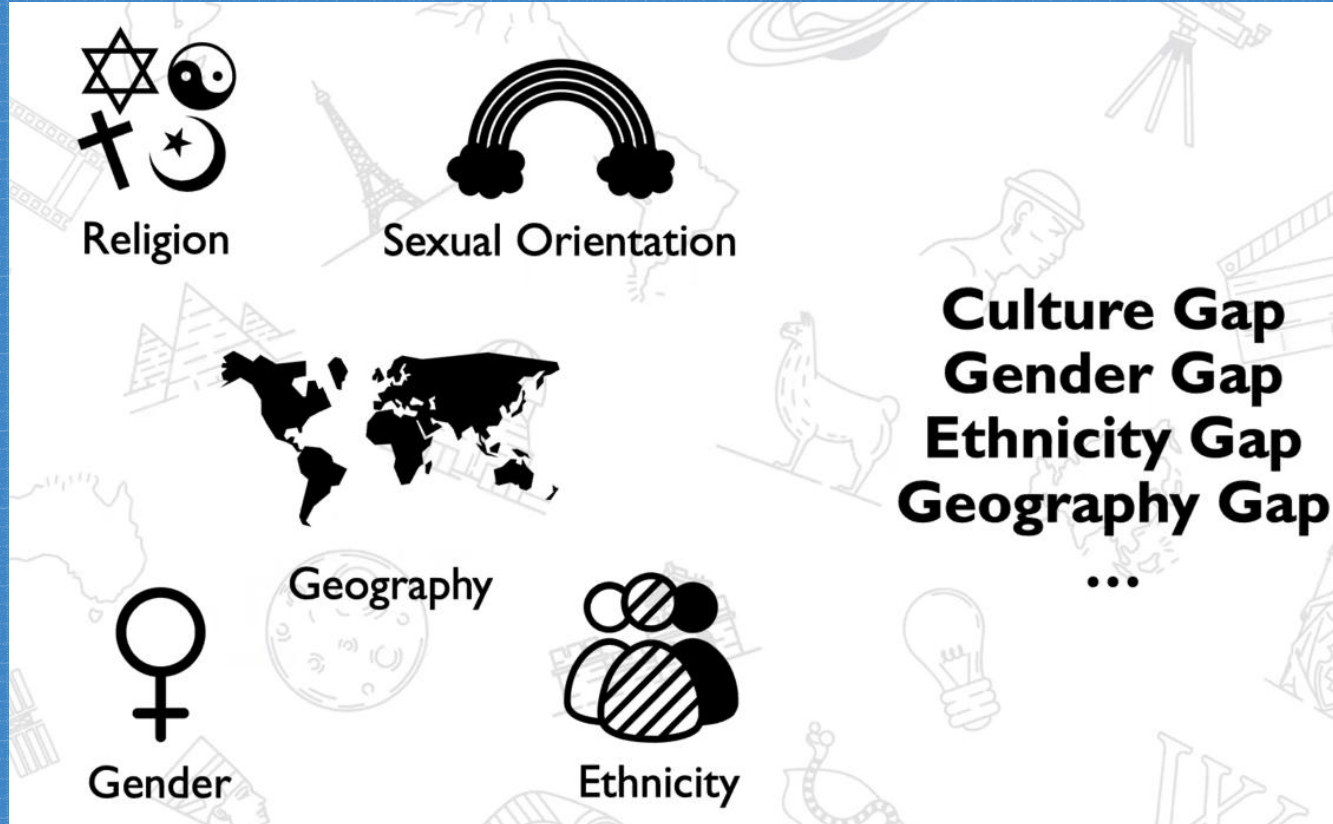 Religion
Sexual Orientation
Geography
Gender
Ethnicity
Culture Gap
Gender Gap
Ethnicity Gap
Geography Gap
...